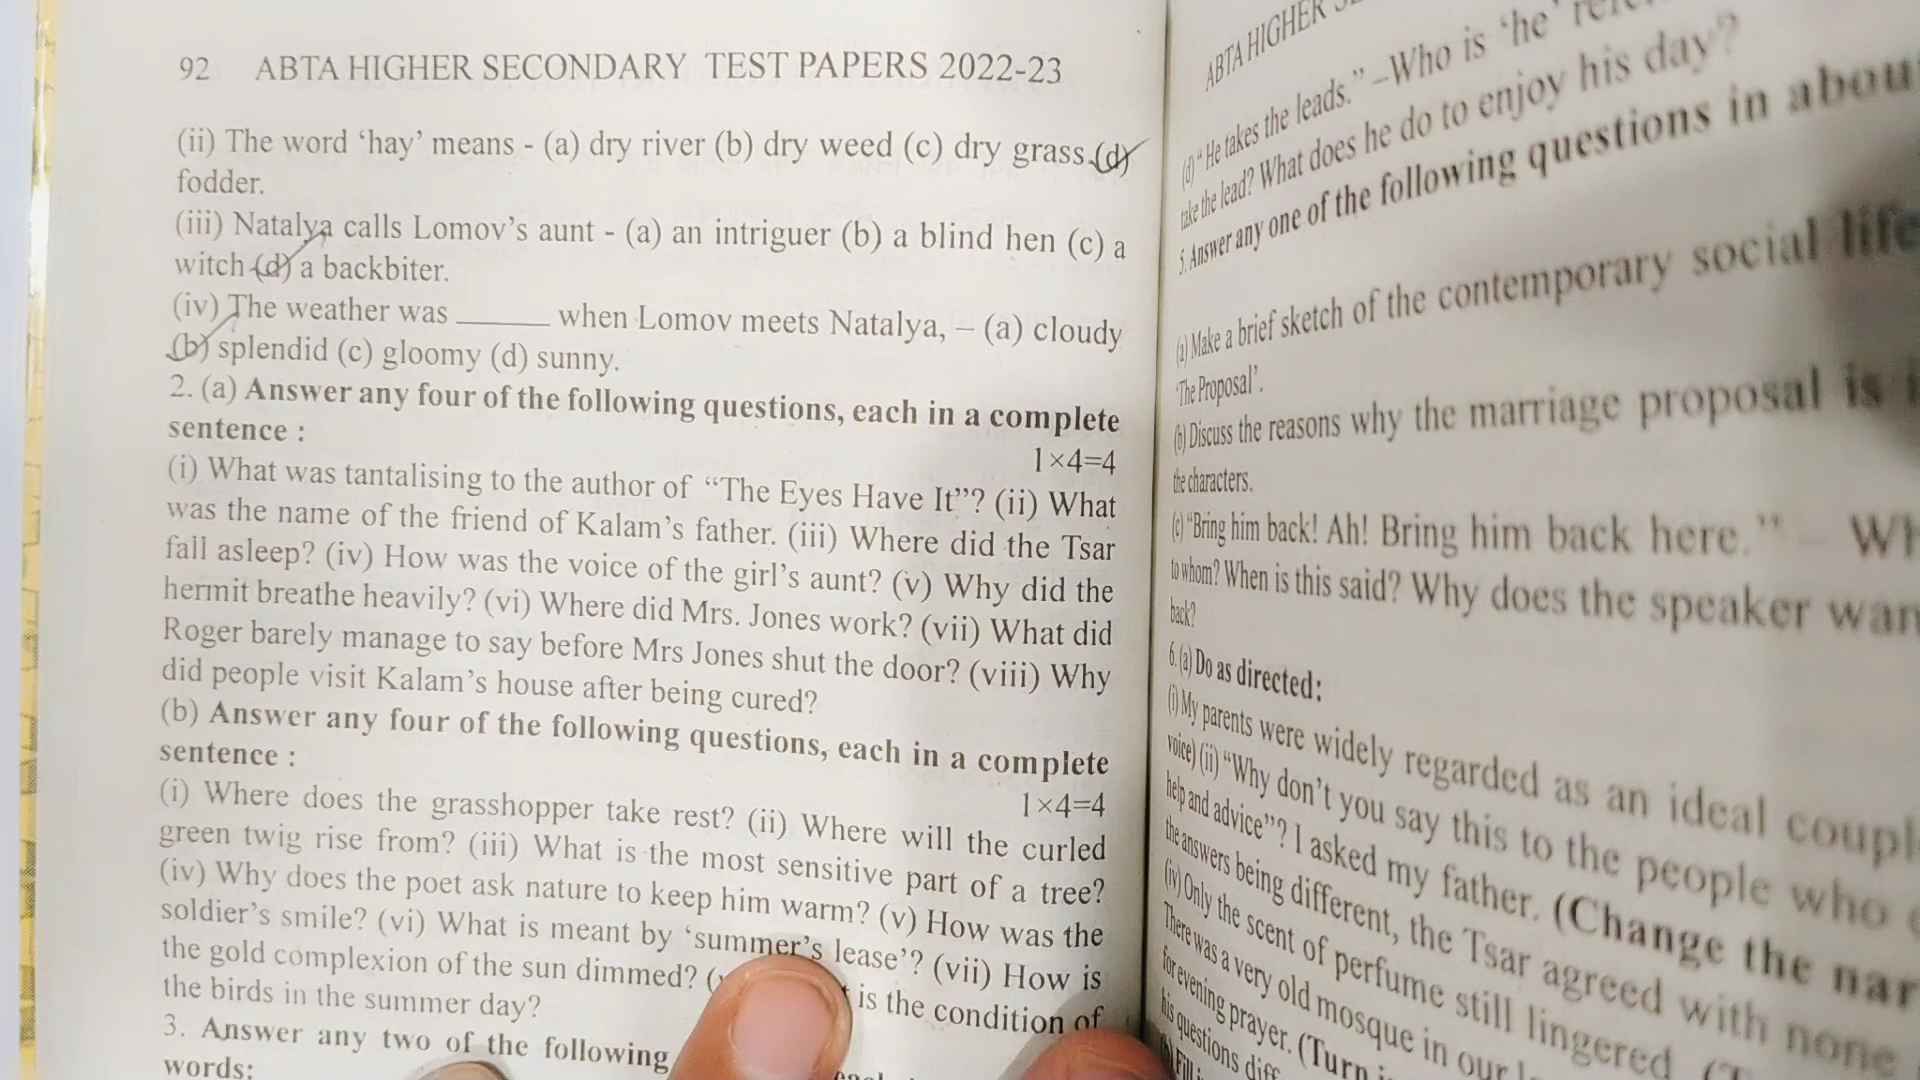 92 ABTA HIGHER SECONDARY TEST PAPERS 2022-23
(ii) The word ‘hay’ means - (a) dry river (b) dry weed (c) dry grass (d)
fodder.
(iii) Natalya calls Lomov’s aunt - (a) an intriguer (b) a blind hen (c) a
witch (d) a backbiter.
(iv) The weather was ______ when Lomov meets Natalya, – (a) cloudy
(b) splendid (c) gloomy (d) sunny.
2. (a) Answer any four of the following questions, each in a complete
sentence :
1×4=4
(i) What was tantalising to the author of “The Eyes Have It”? (ii) What
was the name of the friend of Kalam’s father. (iii) Where did the Tsar
fall asleep? (iv) How was the voice of the girl’s aunt? (v) Why did the
hermit breathe heavily? (vi) Where did Mrs. Jones work? (vii) What did
Roger barely manage to say before Mrs Jones shut the door? (viii) Why
did people visit Kalam’s house after being cured?
(b) Answer any four of the following questions, each in a complete
sentence :
1×4=4
(i) Where does the grasshopper take rest? (ii) Where will the curled
green twig rise from? (iii) What is the most sensitive part of a tree?
(iv) Why does the poet ask nature to keep him warm? (v) How was the
soldier’s smile? (vi) What is meant by ‘summer’s lease’? (vii) How is
the gold complexion of the sun dimmed? ( is the condition of
the birds in the summer day?
3. Answer any two of the following
words:
ABTA HIGHER
(d) “He takes the leads.” –Who is ‘he’
take the lead? What does he do to enjoy his day?
5. Answer any one of the following questions in
(a) Make a brief sketch of the contemporary social life
‘The Proposal’.
(b) Discuss the reasons why the marriage proposal is
the characters.
(c) “Bring him back! Ah! Bring him back here.” –
to whom? When is this said? Why does the speaker
back?
6. (a) Do as directed:
(i) My parents were widely regarded as an ideal
voice) (ii) “Why don’t you say this to the people who
help and advice”? I asked my father. (Change the
the answers being different, the Tsar agreed with none
(iv) Only the scent of perfume still lingered.
There was a very old mosque in our
for evening prayer. (Turn
his questions